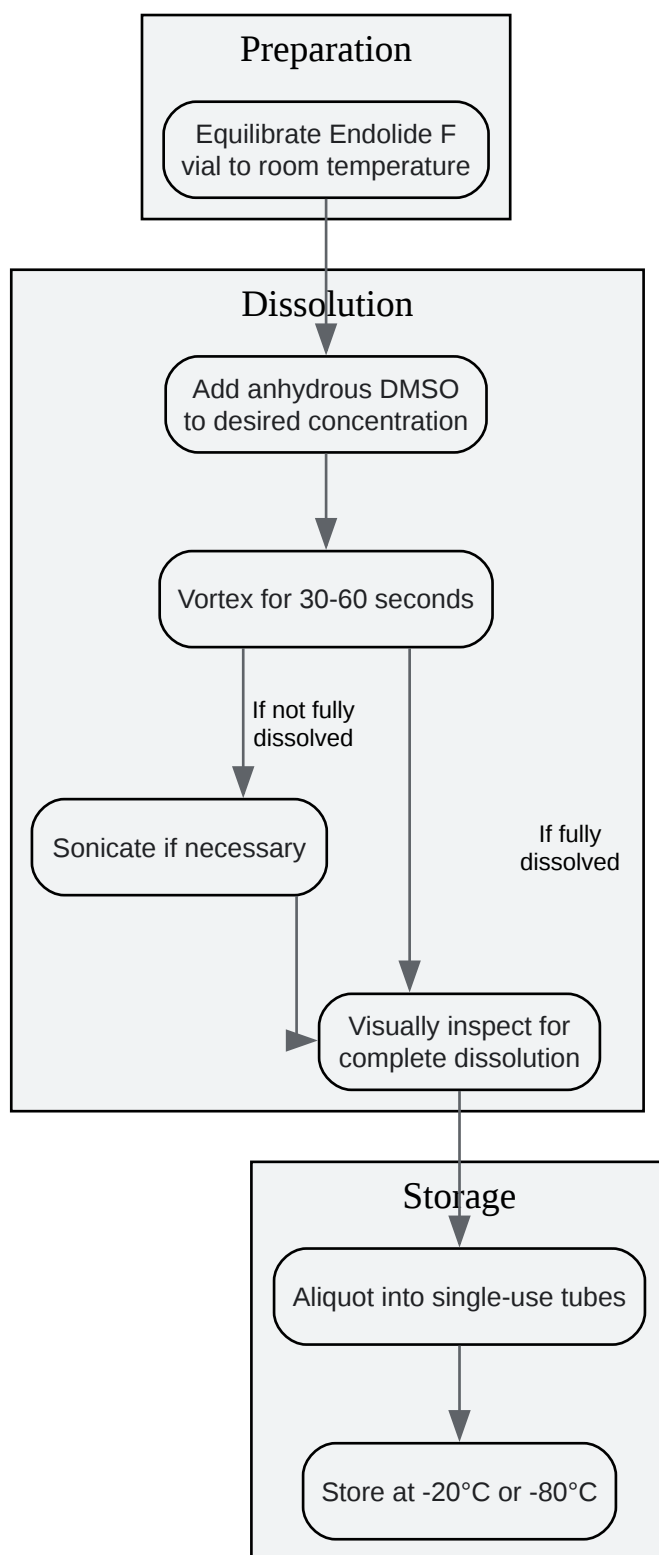 Preparation
Equilibrate Endolide F
vial to room temperature
Dissolution
Add anhydrous DMSO
to desired concentration
Vortex for 30-60 seconds
If not fully
dissolved
Sonicate if necessary
If fully
dissolved
Visually inspect for
complete dissolution
Storage
Aliquot into single-use tubes
Store at -20°C or -80°C